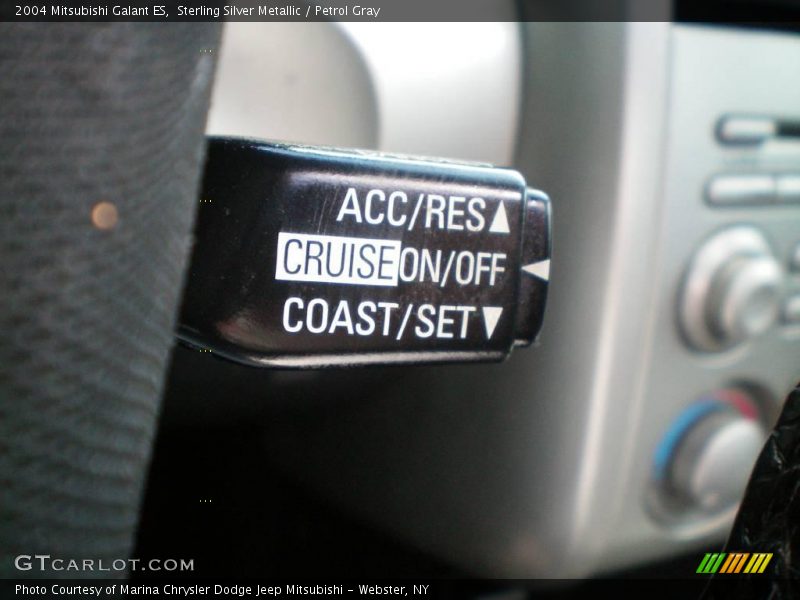 2004 Mitsubishi Galant ES,  Sterling Silver Metallic / Petrol Gray
ACC/RES▲
CRUISE ON/OFF ◀
COAST/SET▼
GTCARLOT.COM
Photo Courtesy of Marina Chrysler Dodge Jeep Mitsubishi - Webster, NY